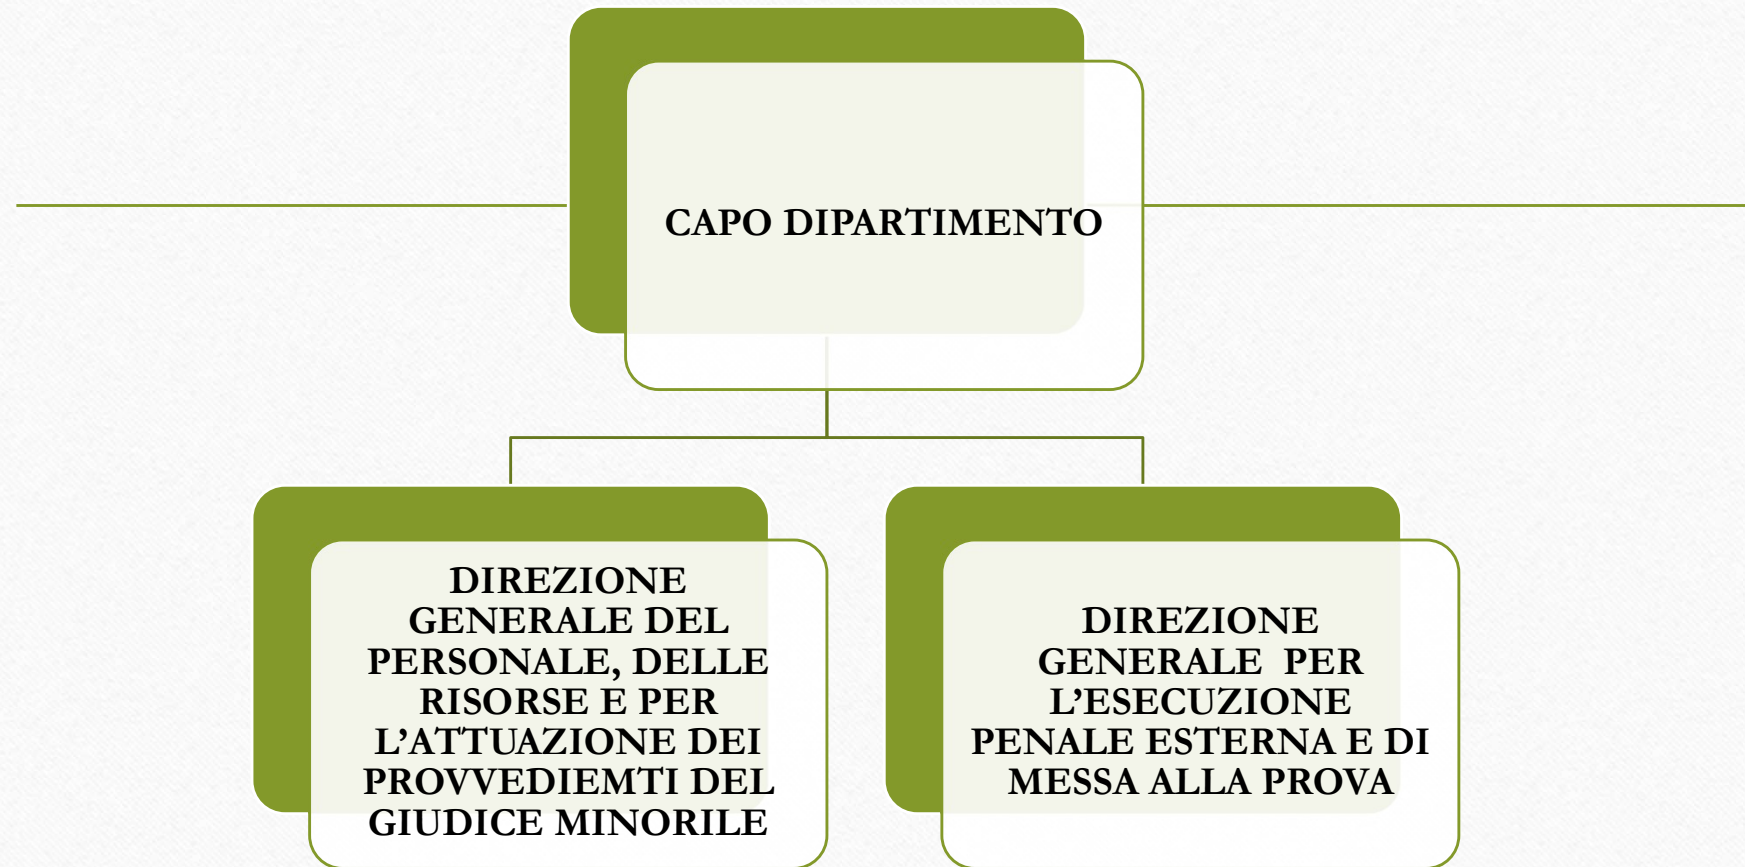 CAPO DIPARTIMENTO
DIREZIONE
GENERALE DEL
PERSONALE, DELLE
RISORSE E PER
L’ATTUAZIONE DEI
PROVVEDIEMTI DEL
GIUDICE MINORILE
DIREZIONE
GENERALE PER
L’ESECUZIONE
PENALE ESTERNA E DI
MESSA ALLA PROVA